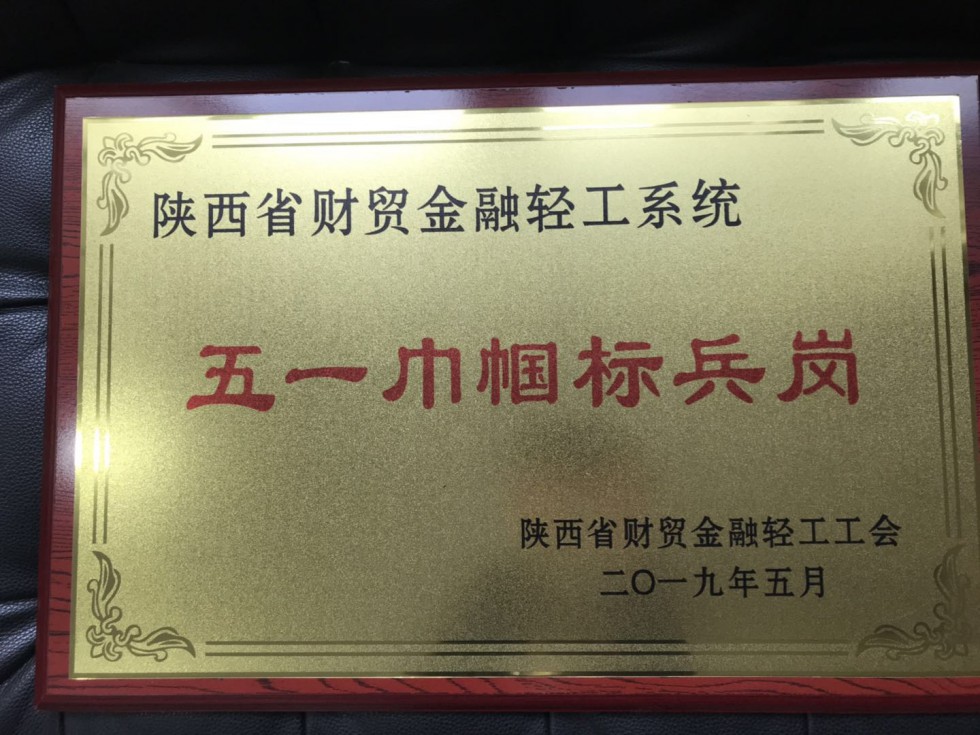 陕西省财贸金融轻工系统
五一巾帼标兵岗
陕西省财贸金融轻工工会
二〇一九年五月